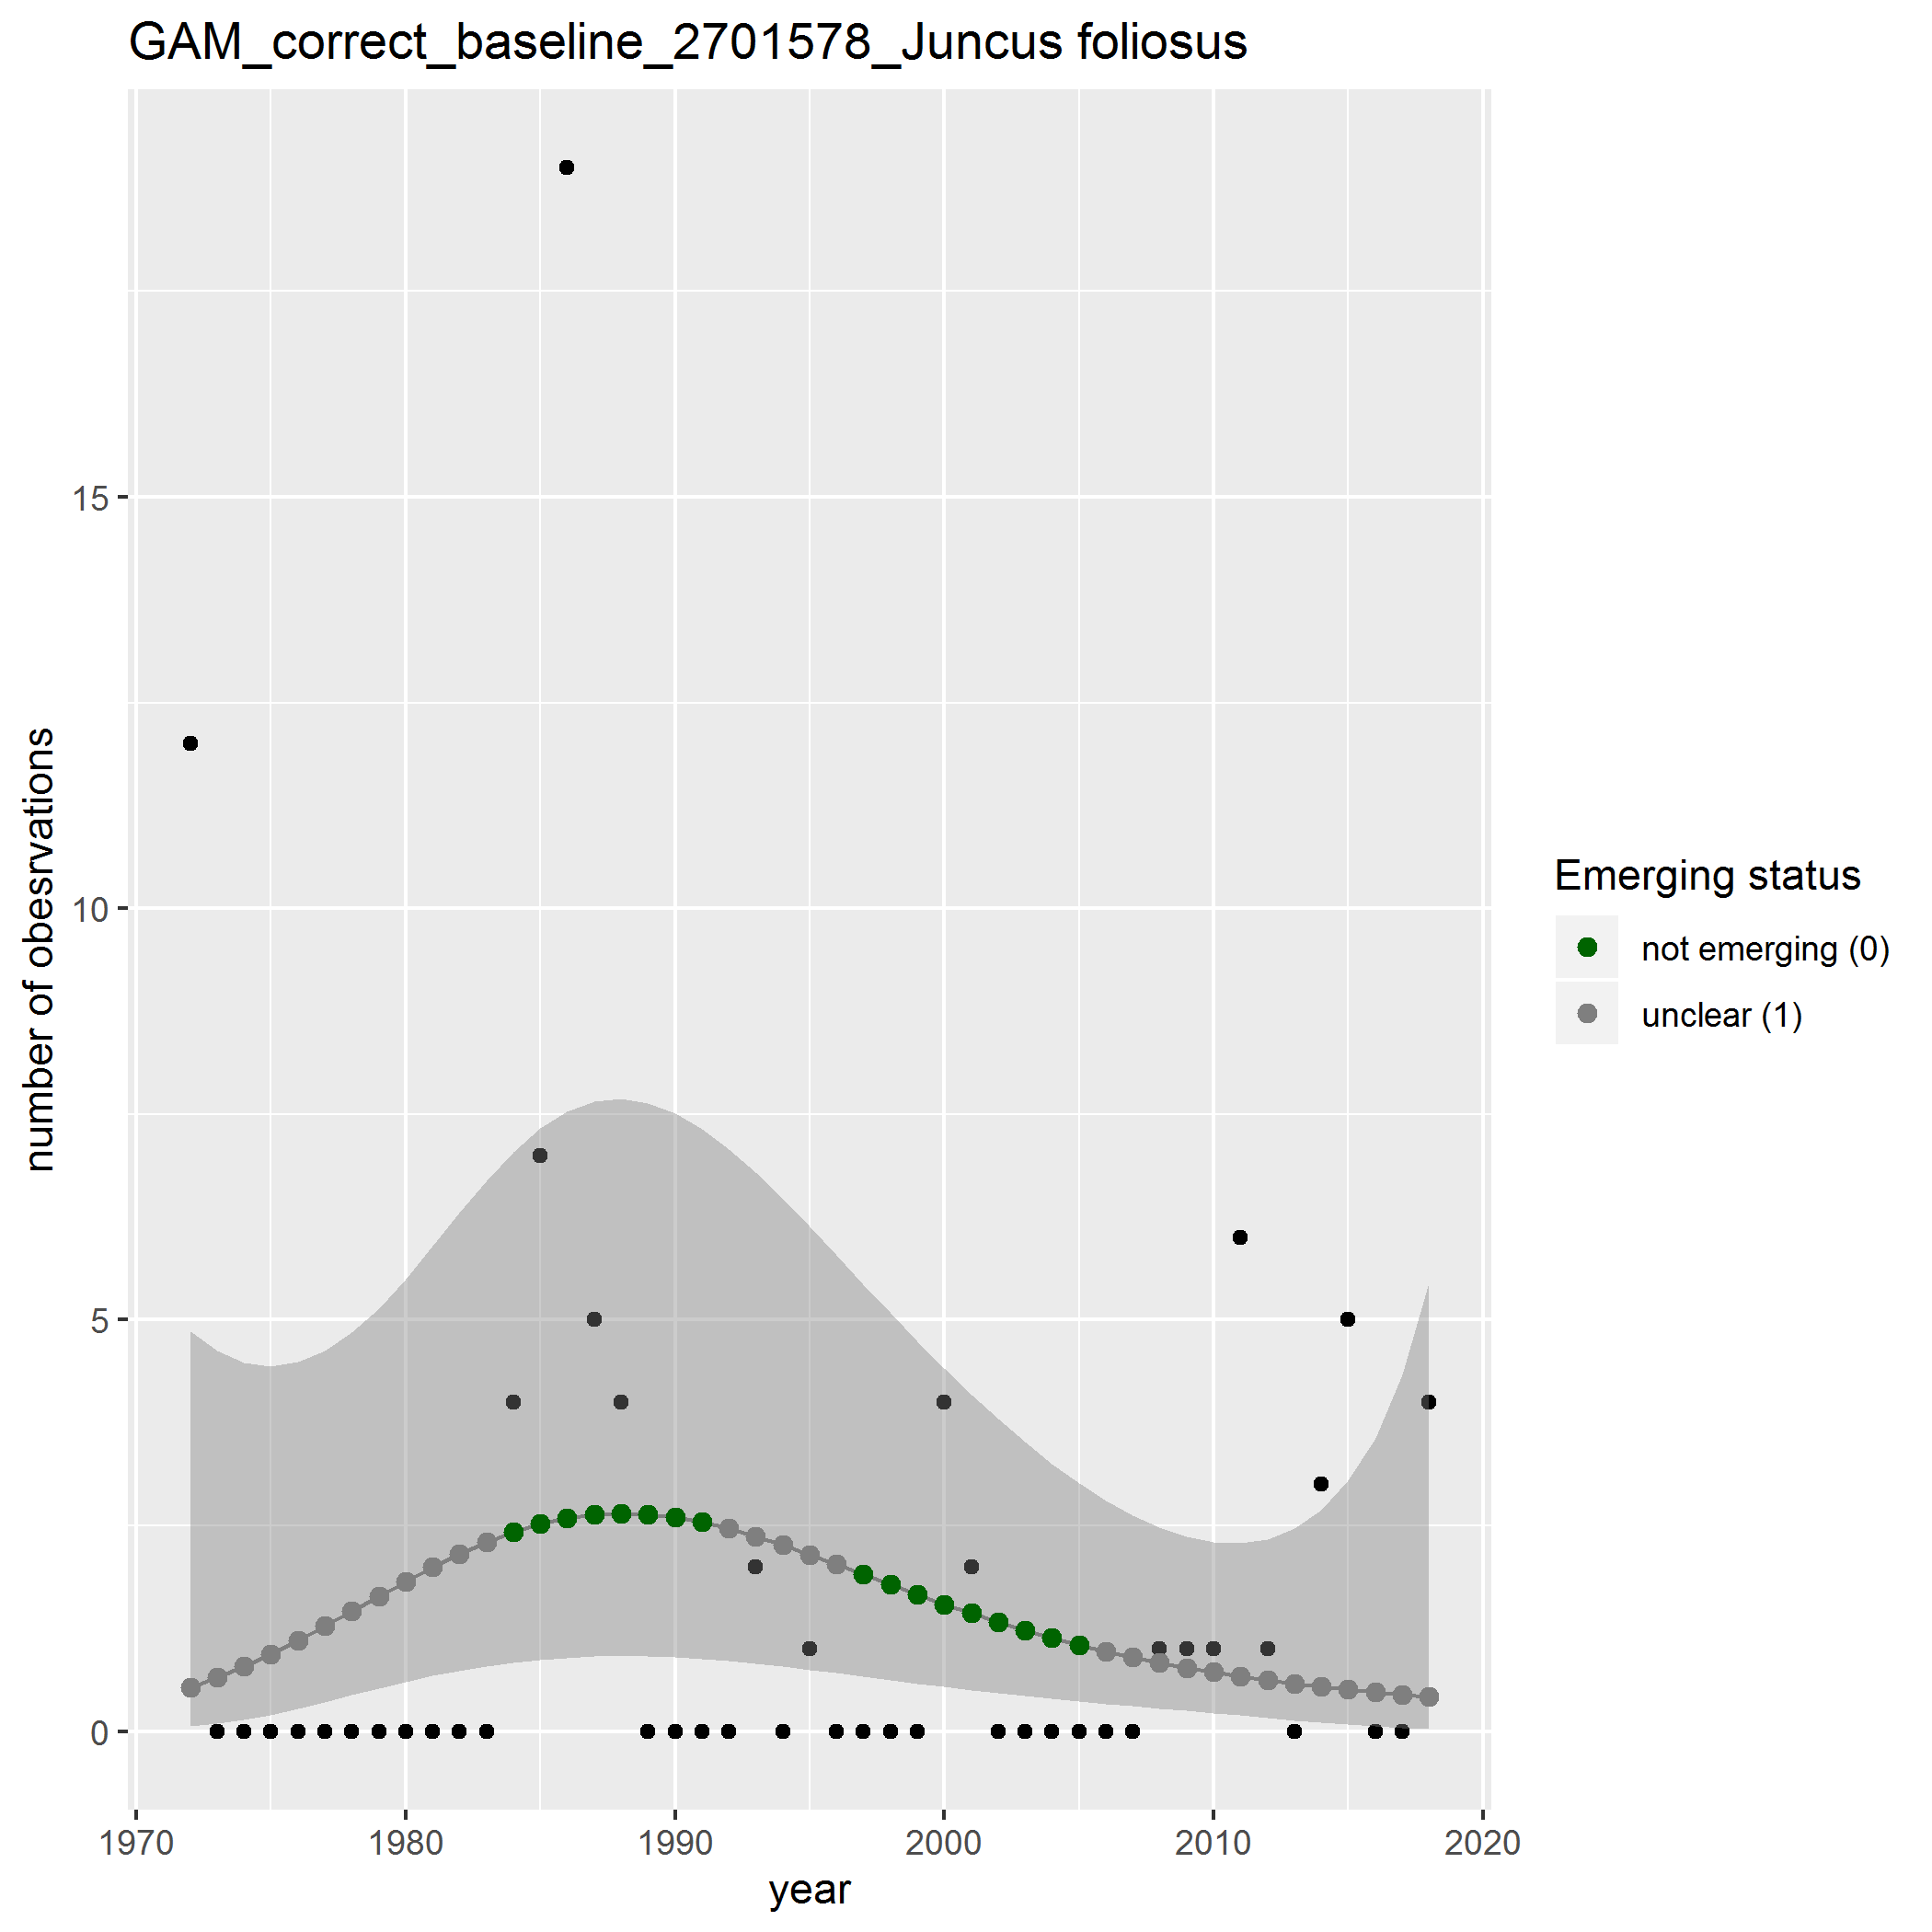 GAM_correct_baseline_2701578_Juncus foliosus
number of obesrvations
15
10
5
0
1970
1980
1990
2000
2010
2020
year
Emerging status
not emerging (0)
unclear (1)